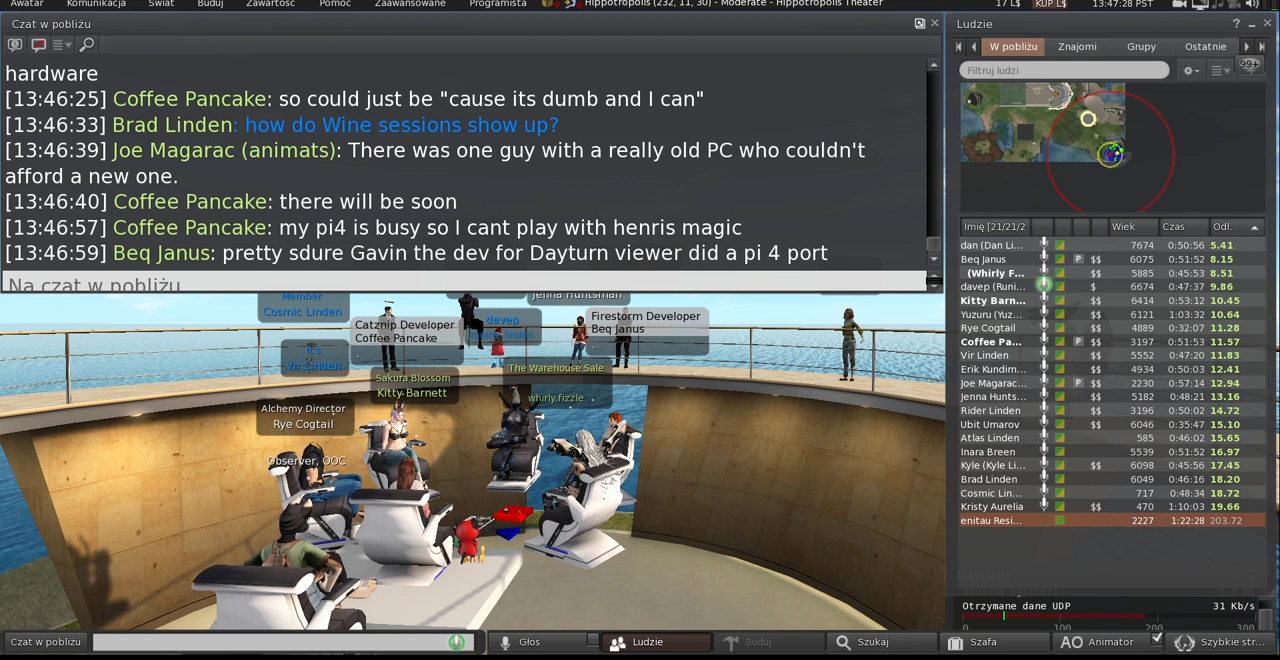 Awatar Komunikacja Świat Buduj Zawartość Pomoc Zaawansowane Programista Hippotropolis (232, 11, 30) - Moderate - Hippotropolis Theater 17 L$ KUP L$ 13:47:28 PST
Czat w pobliżu
hardware
[13:46:25] Coffee Pancake: so could just be "cause its dumb and I can"
[13:46:33] Brad Linden: how do Wine sessions show up?
[13:46:39] Joe Magarac (animats): There was one guy with a really old PC who couldn't
afford a new one.
[13:46:40] Coffee Pancake: there will be soon
[13:46:57] Coffee Pancake: my pi4 is busy so I cant play with henris magic
[13:46:59] Beq Janus: pretty sdure Gavin the dev for Dayturn viewer did a pi 4 port
Na czat w pobliżu
Member
Cosmic Linden
Jenna Huntsman
Catznip Developer
Coffee Pancake
davep
Firestorm Developer
Beq Janus
Vir Linden
Sakura Blossom
Kitty Barnett
The Warehouse Sale
whirly.fizzle
Alchemy Director
Rye Cogtail
Observer, OOC
Ludzie
W pobliżu Znajomi Grupy Ostatnie
99+
Filtruj ludzi
Imię [21/21/2 Wiek Czas Odl.
dan (Dan Li... 7674 0:50:56 5.41
Beq Janus P $$ 6075 0:51:52 8.15
(Whirly F... $$ 5885 0:45:53 8.51
davep (Runi... $ 6674 0:47:37 9.86
Kitty Barn... $$ 6414 0:53:12 10.45
Yuzuru (Yuz... $$ 6121 1:03:32 10.64
Rye Cogtail $$ 4889 0:32:07 11.28
Coffee Pa... P $$ 3197 0:51:53 11.57
Vir Linden $$ 5552 0:47:20 11.83
Erik Kundim... $$ 4934 0:50:03 12.41
Joe Magarac... P $$ 2230 0:57:14 12.94
Jenna Hunts... $$ 5182 0:48:21 13.16
Rider Linden $$ 3196 0:50:02 14.72
Ubit Umarov $$ 6046 0:35:47 15.10
Atlas Linden 585 0:46:02 15.65
Inara Breen 5539 0:51:52 16.97
Kyle (Kyle Li... $$ 6098 0:45:56 17.45
Brad Linden 6049 0:46:16 18.20
Cosmic Lin... 717 0:48:34 18.72
Kristy Aurelia $$ 470 1:10:03 19.66
enitau Resi... 2227 1:22:28 203.72
Otrzymane dane UDP 31 Kb/s
0 100 200 300
Czat w pobliżu Głos Ludzie Buduj Szukaj Szafa AO Animator Szybkie str...